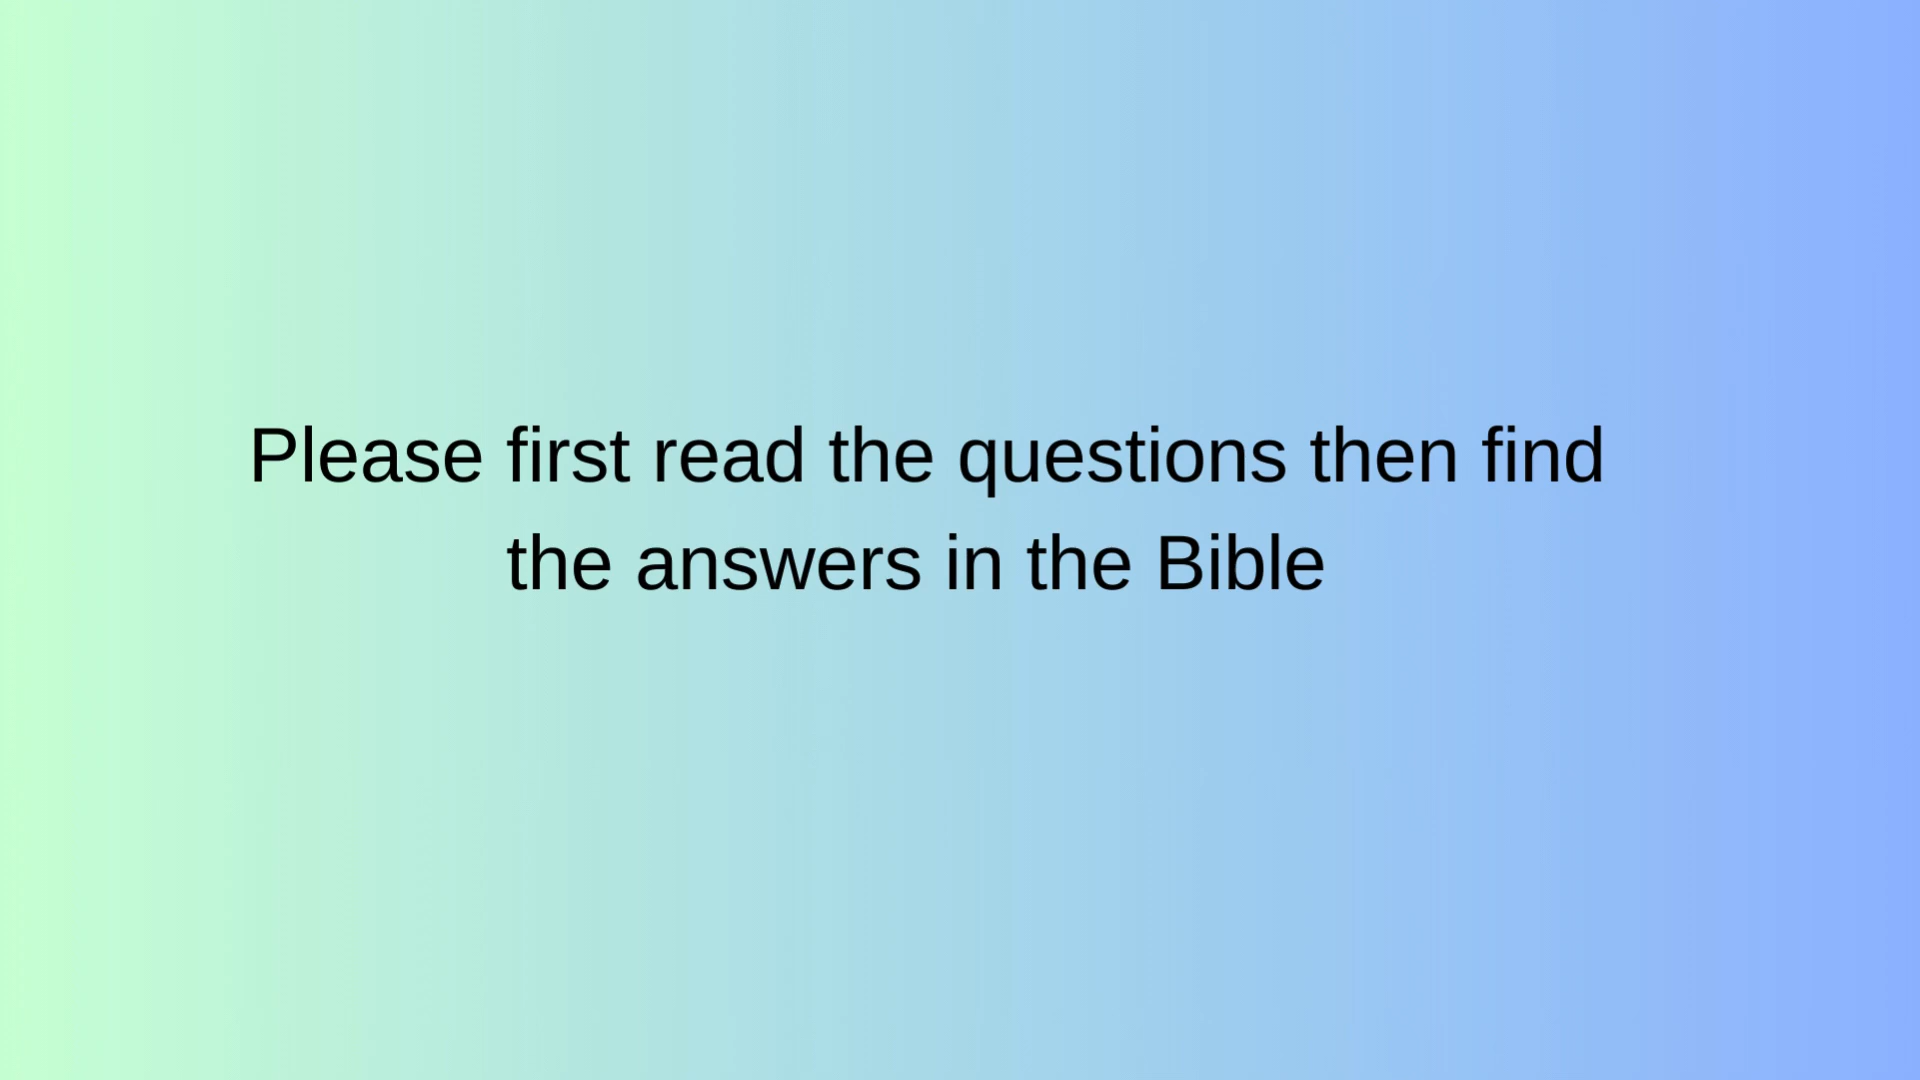 Please first read the questions then find
the answers in the Bible